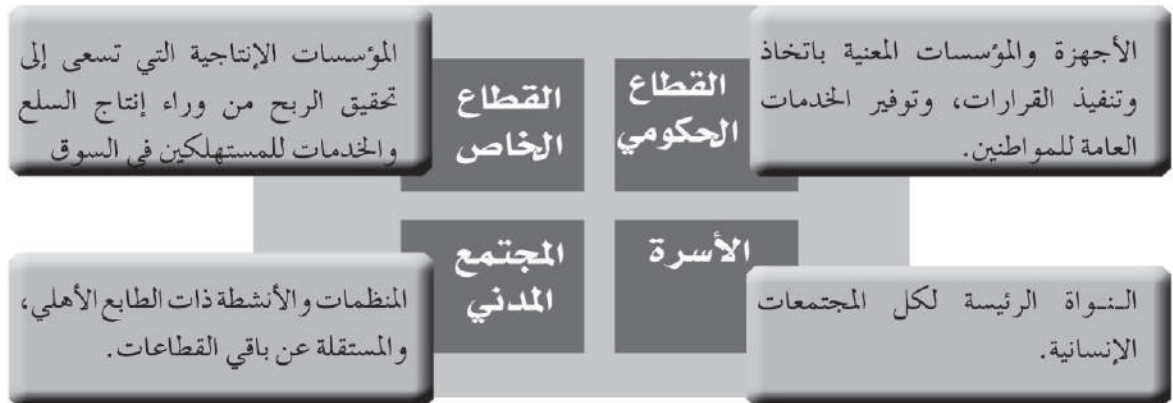 الأجهزة والمؤسسات المعنية باتخاذ
وتنفيذ القرارات، وتوفير الخدمات
العامة للمواطنين.
القطاع
الحكومي
القطاع
الخاص
المؤسسات الإنتاجية التي تسعى إلى
تحقيق الربح من وراء إنتاج السلع
والخدمات للمستهلكين في السوق
الأسرة
الـنـواة الرئيسة لكل المجتمعات
الإنسانية.
المجتمع
المدني
المنظمات والأنشطة ذات الطابع الأهلي،
والمستقلة عن باقي القطاعات.